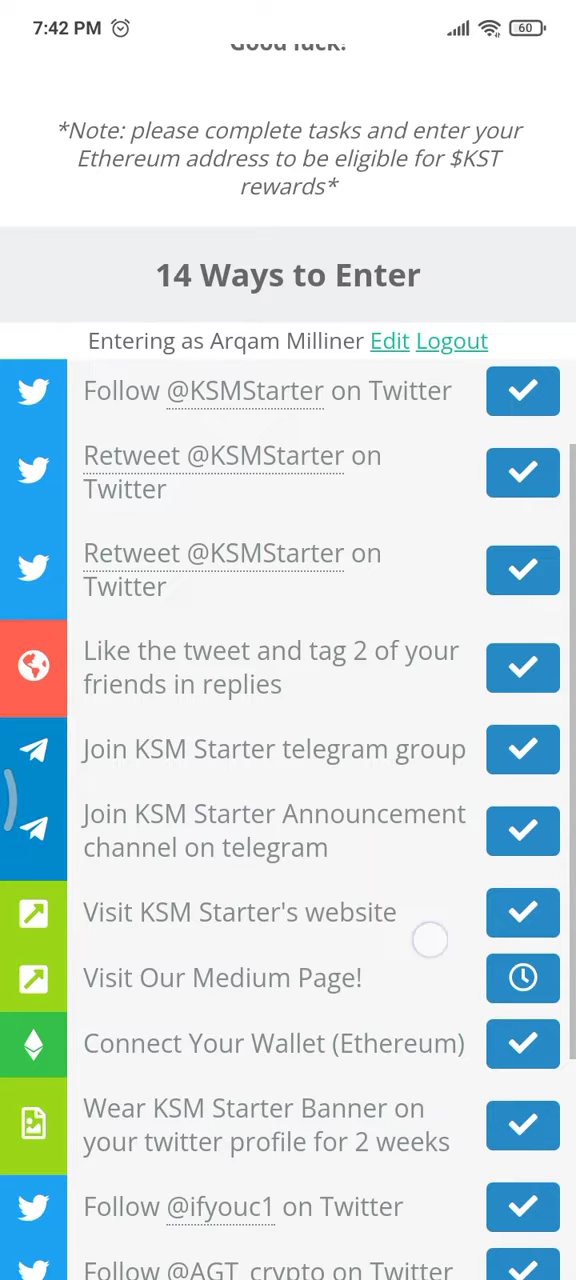 7:42 PM
60
Good luck!
*Note: please complete tasks and enter your
Ethereum address to be eligible for $KST
rewards*
14 Ways to Enter
Entering as Arqam Milliner Edit Logout
Follow @KSMStarter on Twitter
Retweet @KSMStarter on
Twitter
Retweet @KSMStarter on
Twitter
Like the tweet and tag 2 of your
friends in replies
Join KSM Starter telegram group
Join KSM Starter Announcement
channel on telegram
Visit KSM Starter's website
Visit Our Medium Page!
Connect Your Wallet (Ethereum)
Wear KSM Starter Banner on
your twitter profile for 2 weeks
Follow @ifyouc1 on Twitter
Follow @AGT_crypto on Twitter